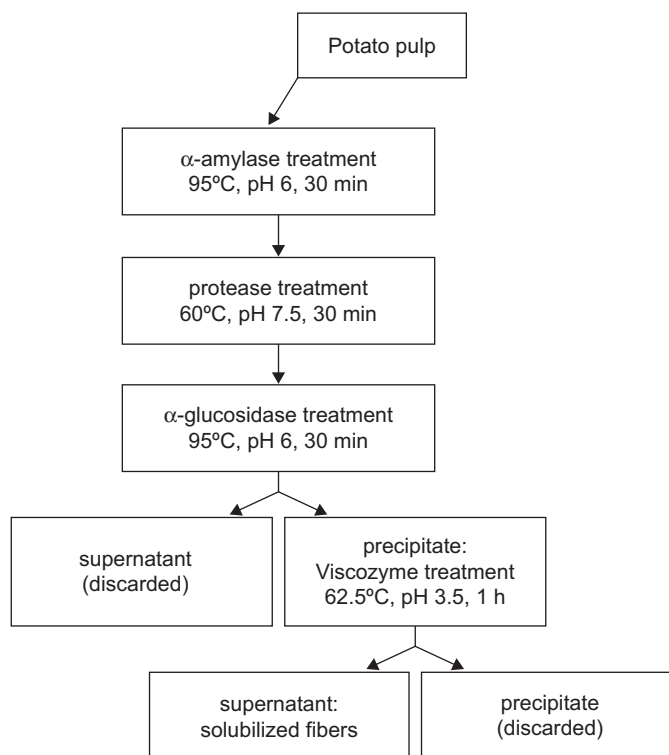 Potato pulp
α-amylase treatment
95ºC, pH 6, 30 min
protease treatment
60ºC, pH 7.5, 30 min
α-glucosidase treatment
95ºC, pH 6, 30 min
supernatant
(discarded)
precipitate:
Viscozyme treatment
62.5ºC, pH 3.5, 1 h
supernatant:
solubilized fibers
precipitate
(discarded)